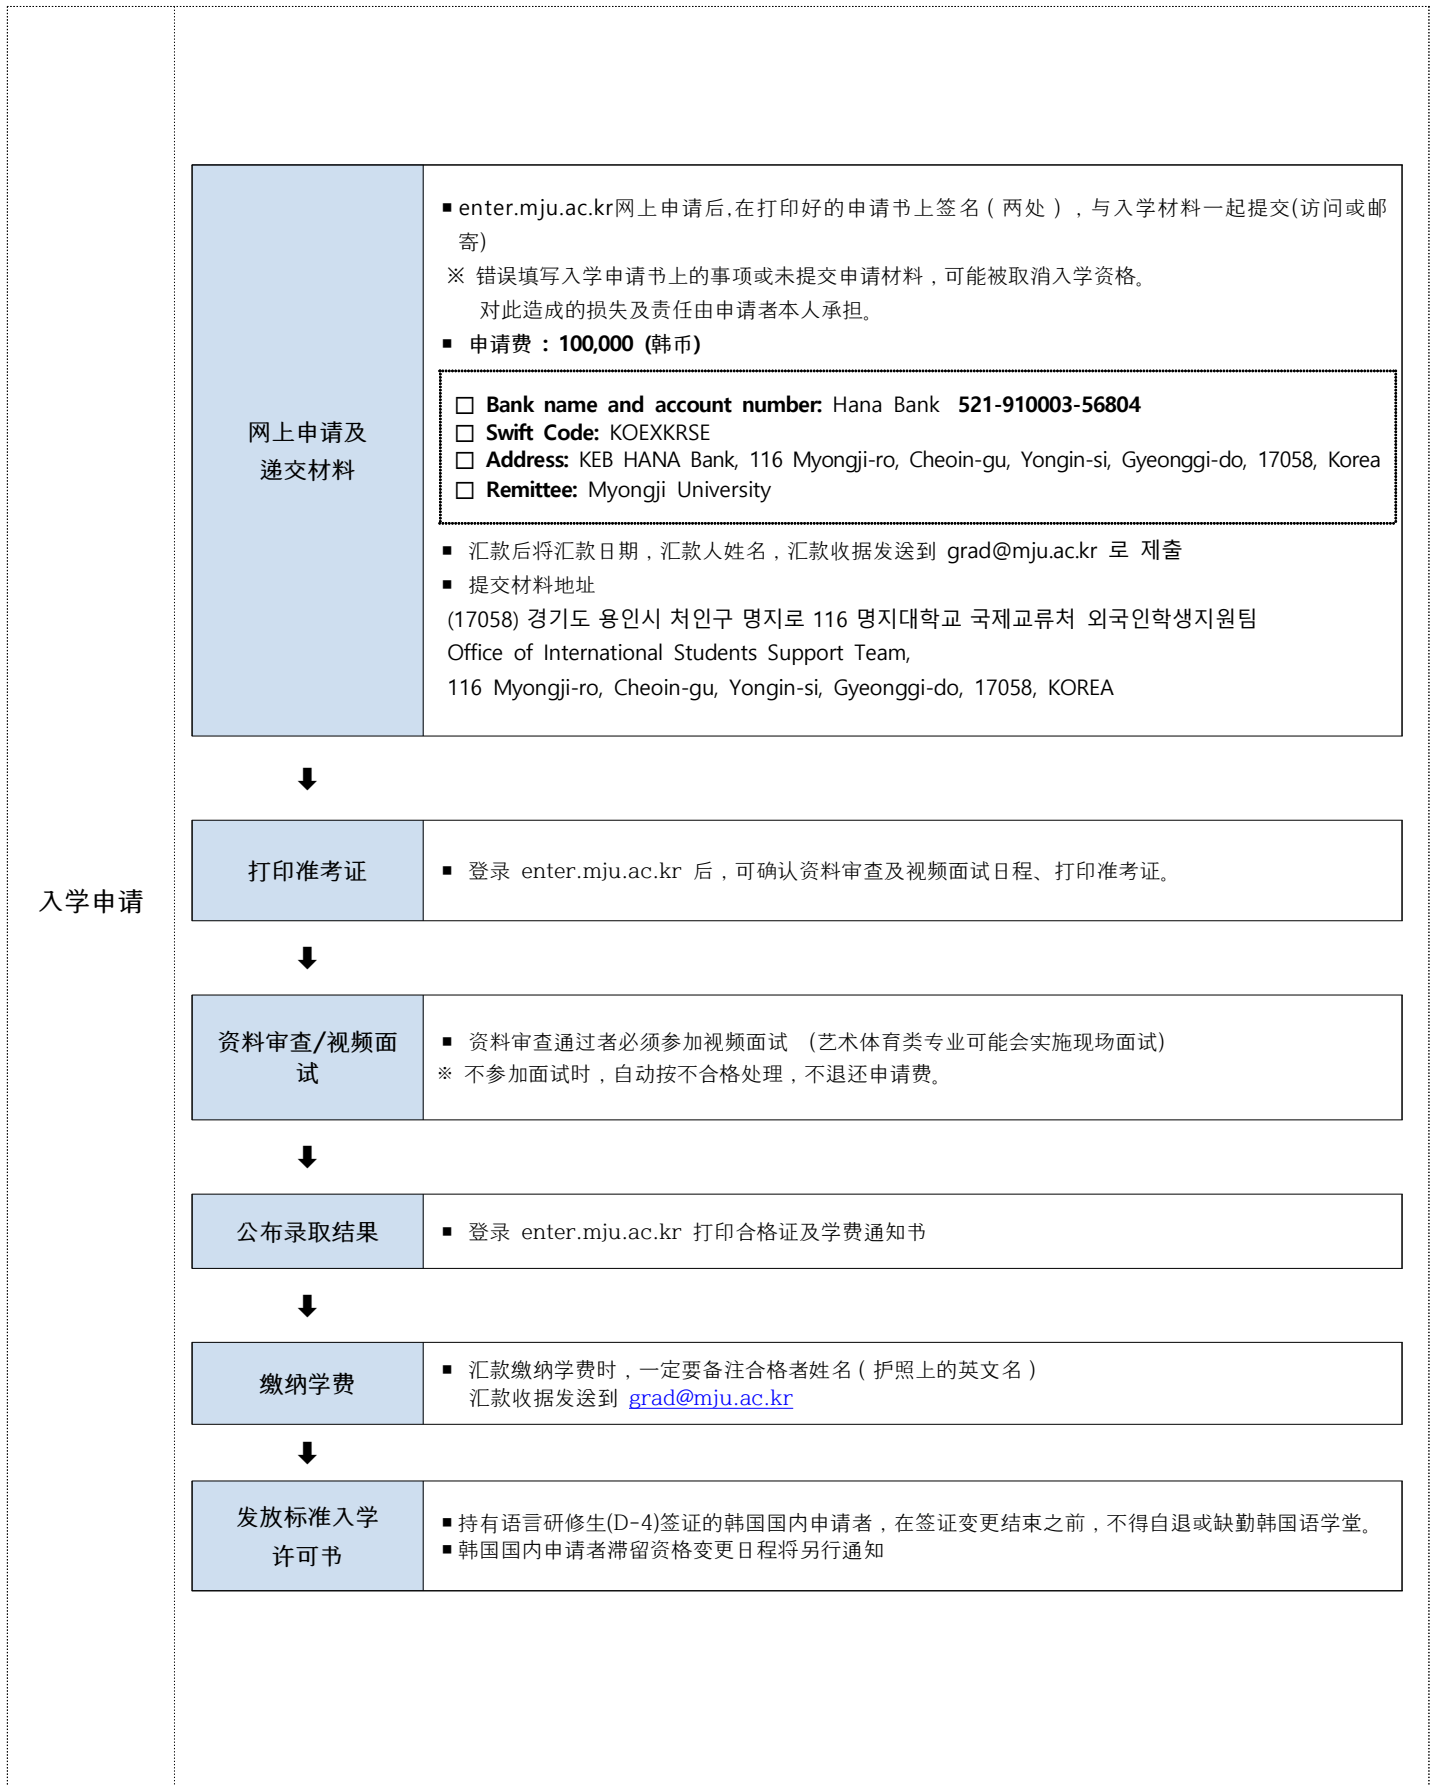 入学申请
网上申请及
递交材料
■enter.mju.ac.kr网上申请后,在打印好的申请书上签名（两处），与入学材料一起提交(访问或邮
寄)
※ 错误填写入学申请书上的事项或未提交申请材料，可能被取消入学资格。
对此造成的损失及责任由申请者本人承担。
■ 申请费 : 100,000 (韩币)
□ Bank name and account number: Hana Bank 521-910003-56804
□ Swift Code: KOEXKRSE
□ Address: KEB HANA Bank, 116 Myongji-ro, Cheoin-gu, Yongin-si, Gyeonggi-do, 17058, Korea
□ Remittee: Myongji University
■ 汇款后将汇款日期，汇款人姓名，汇款收据发送到 grad@mju.ac.kr 로 제출
■ 提交材料地址
(17058) 경기도 용인시 처인구 명지로 116 명지대학교 국제교류처 외국인학생지원팀
Office of International Students Support Team,
116 Myongji-ro, Cheoin-gu, Yongin-si, Gyeonggi-do, 17058, KOREA
⬇
打印准考证
■ 登录 enter.mju.ac.kr 后，可确认资料审查及视频面试日程、打印准考证。
⬇
资料审查/视频面
试
■ 资料审查通过者必须参加视频面试 (艺术体育类专业可能会实施现场面试)
※ 不参加面试时，自动按不合格处理，不退还申请费。
⬇
公布录取结果
■ 登录 enter.mju.ac.kr 打印合格证及学费通知书
⬇
缴纳学费
■ 汇款缴纳学费时，一定要备注合格者姓名（护照上的英文名）
汇款收据发送到 grad@mju.ac.kr
⬇
发放标准入学
许可书
■持有语言研修生(D-4)签证的韩国国内申请者，在签证变更结束之前，不得自退或缺勤韩国语学堂。
■韩国国内申请者滞留资格变更日程将另行通知